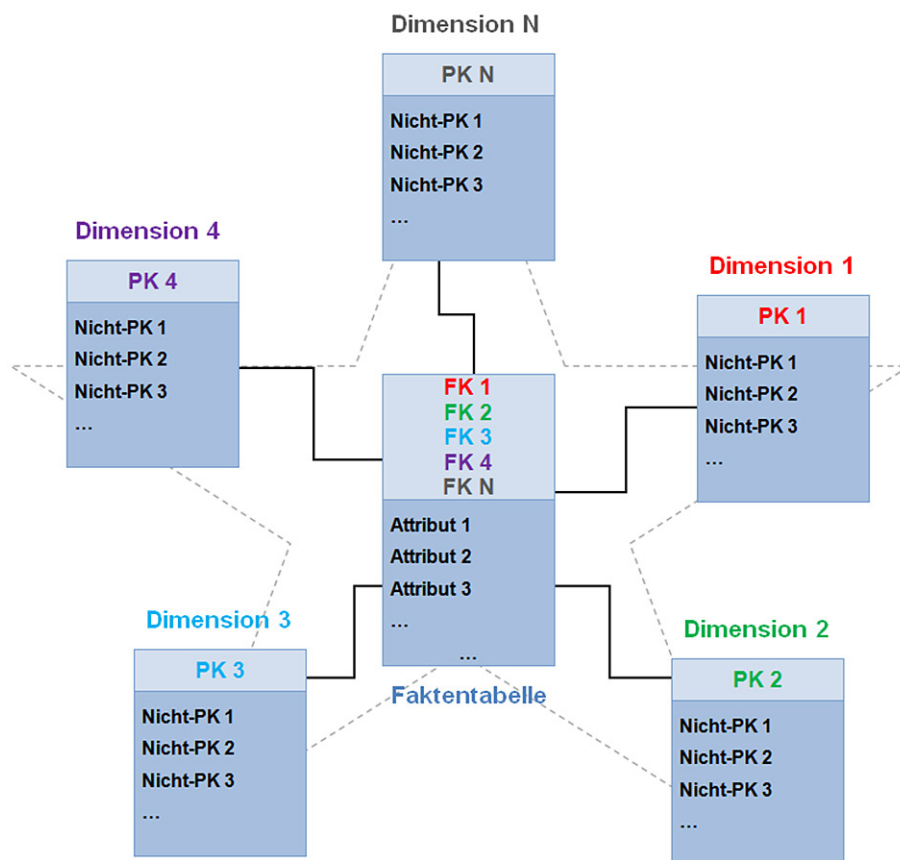 Dimension N
PK N
Nicht-PK 1
Nicht-PK 2
Nicht-PK 3
...
Dimension 4
PK 4
Nicht-PK 1
Nicht-PK 2
Nicht-PK 3
...
Dimension 1
PK 1
Nicht-PK 1
Nicht-PK 2
Nicht-PK 3
...
FK 1
FK 2
FK 3
FK 4
FK N
Attribut 1
Attribut 2
Attribut 3
...
...
Faktentabelle
Dimension 3
PK 3
Nicht-PK 1
Nicht-PK 2
Nicht-PK 3
...
Dimension 2
PK 2
Nicht-PK 1
Nicht-PK 2
Nicht-PK 3
...